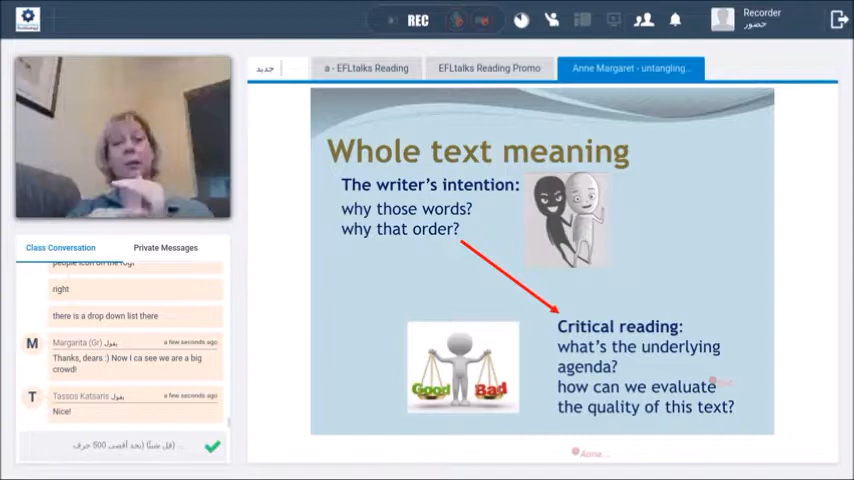 REC
Recorder
حضور
جديد
a - EFLtalks Reading
EFLtalks Reading Promo
Anne Margaret - untangling...
Whole text meaning
The writer's intention:
why those words?
why that order?
Good
Bad
Critical reading:
what's the underlying
agenda?
how can we evaluate
the quality of this text?
Anne...
Class Conversation
Private Messages
right
there is a drop down list there
M
Margarita (Gr) يقول
a few seconds ago
Thanks, dears :) Now I ca see we are a big
crowd!
T
Tassos Katsaris يقول
a few seconds ago
Nice!